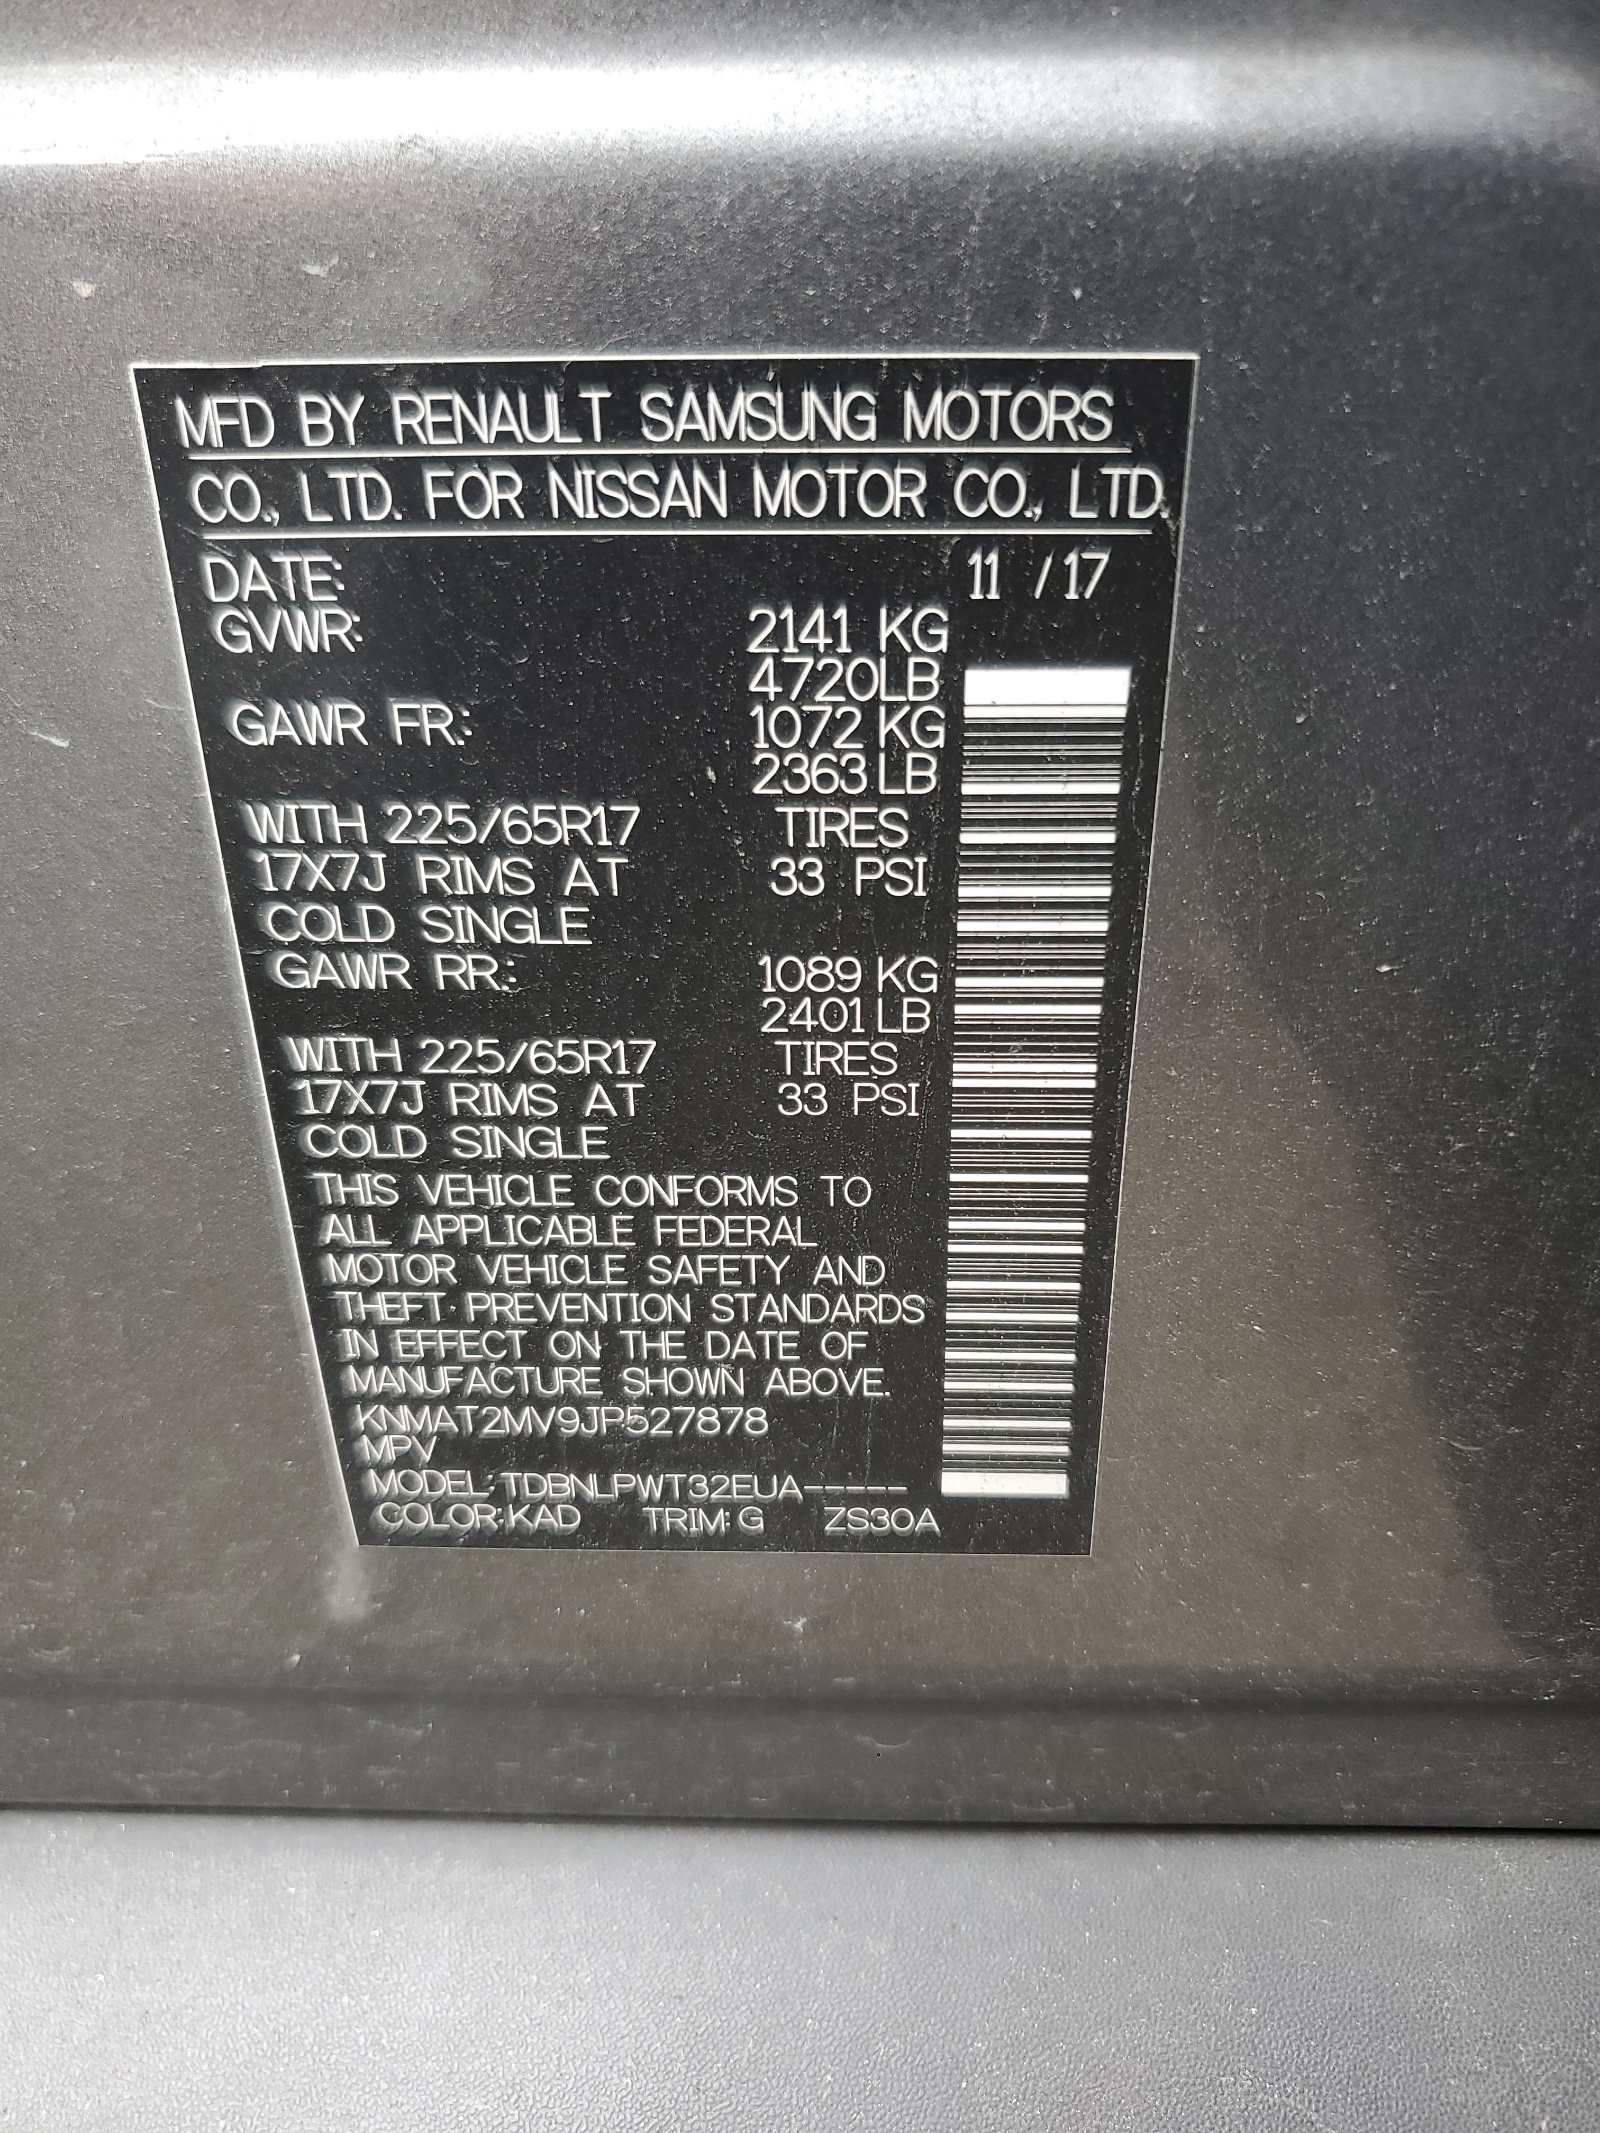 MFD BY RENAULT SAMSUNG MOTORS
CO., LTD. FOR NISSAN MOTOR CO., LTD.
DATE: 11 /17
GVWR: 2141 KG
4720LB
GAWR FR.: 1072 KG
2363 LB
WITH 225/65R17 TIRES
17X7J RIMS AT 33 PSI
COLD SINGLE
GAWR RR.: 1089 KG
2401 LB
WITH 225/65R17 TIRES
17X7J RIMS AT 33 PSI
COLD SINGLE
THIS VEHICLE CONFORMS TO
ALL APPLICABLE FEDERAL
MOTOR VEHICLE SAFETY AND
THEFT PREVENTION STANDARDS
IN EFFECT ON THE DATE OF
MANUFACTURE SHOWN ABOVE.
KNMAT2MV9JP527878
MPV
MODEL: TDBNLPWT32EUA-----
COLOR:KAD TRIM: G ZS30A